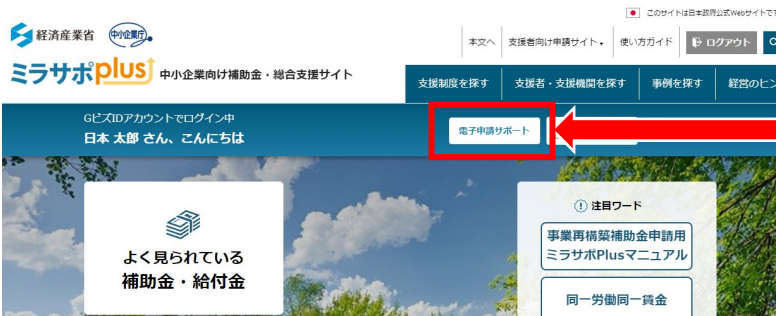 このサイトは日本政府公式Webサイトです
経済産業省 中小企業庁
本文へ 支援者向け申請サイト 使い方ガイド ログアウト
ミラサポplus 中小企業向け補助金・総合支援サイト
支援制度を探す 支援者・支援機関を探す 事例を探す 経営のヒン
GビズIDアカウントでログイン中
日本 太郎 さん、こんにちは
電子申請サポート
注目ワード
よく見られている
補助金・給付金
事業再構築補助金申請用
ミラサポPlusマニュアル
同一労働同一賃金